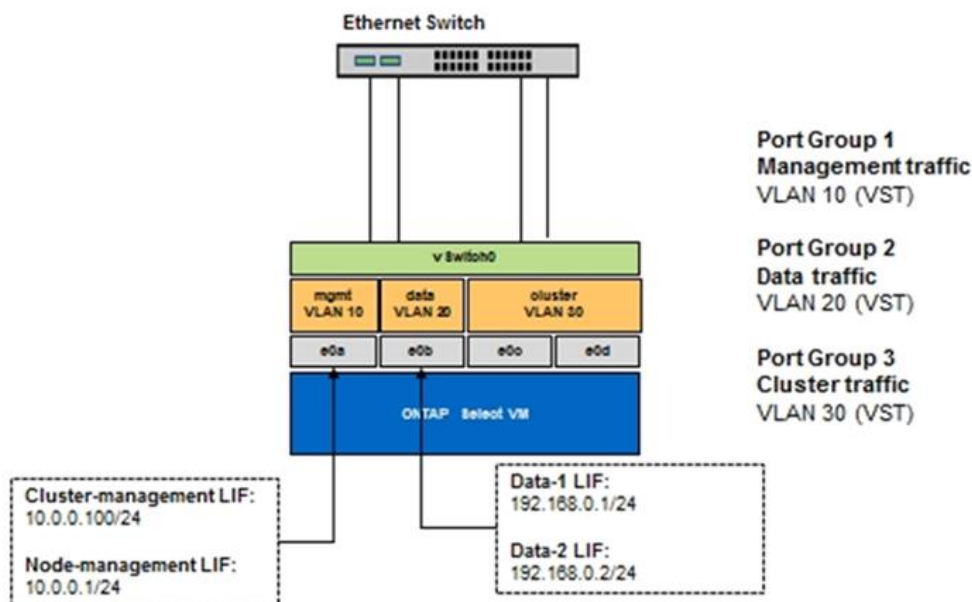 Ethernet Switch
Port Group 1
Management traffic
VLAN 10 (VST)
Port Group 2
Data traffic
VLAN 20 (VST)
Port Group 3
Cluster traffic
VLAN 30 (VST)
vSwitch0
mgmt
VLAN 10
data
VLAN 20
cluster
VLAN 30
e0a
e0b
e0c
e0d
ONTAP Select VM
Cluster-management LIF:
10.0.0.100/24
Node-management LIF:
10.0.0.1/24
Data-1 LIF:
192.168.0.1/24
Data-2 LIF:
192.168.0.2/24